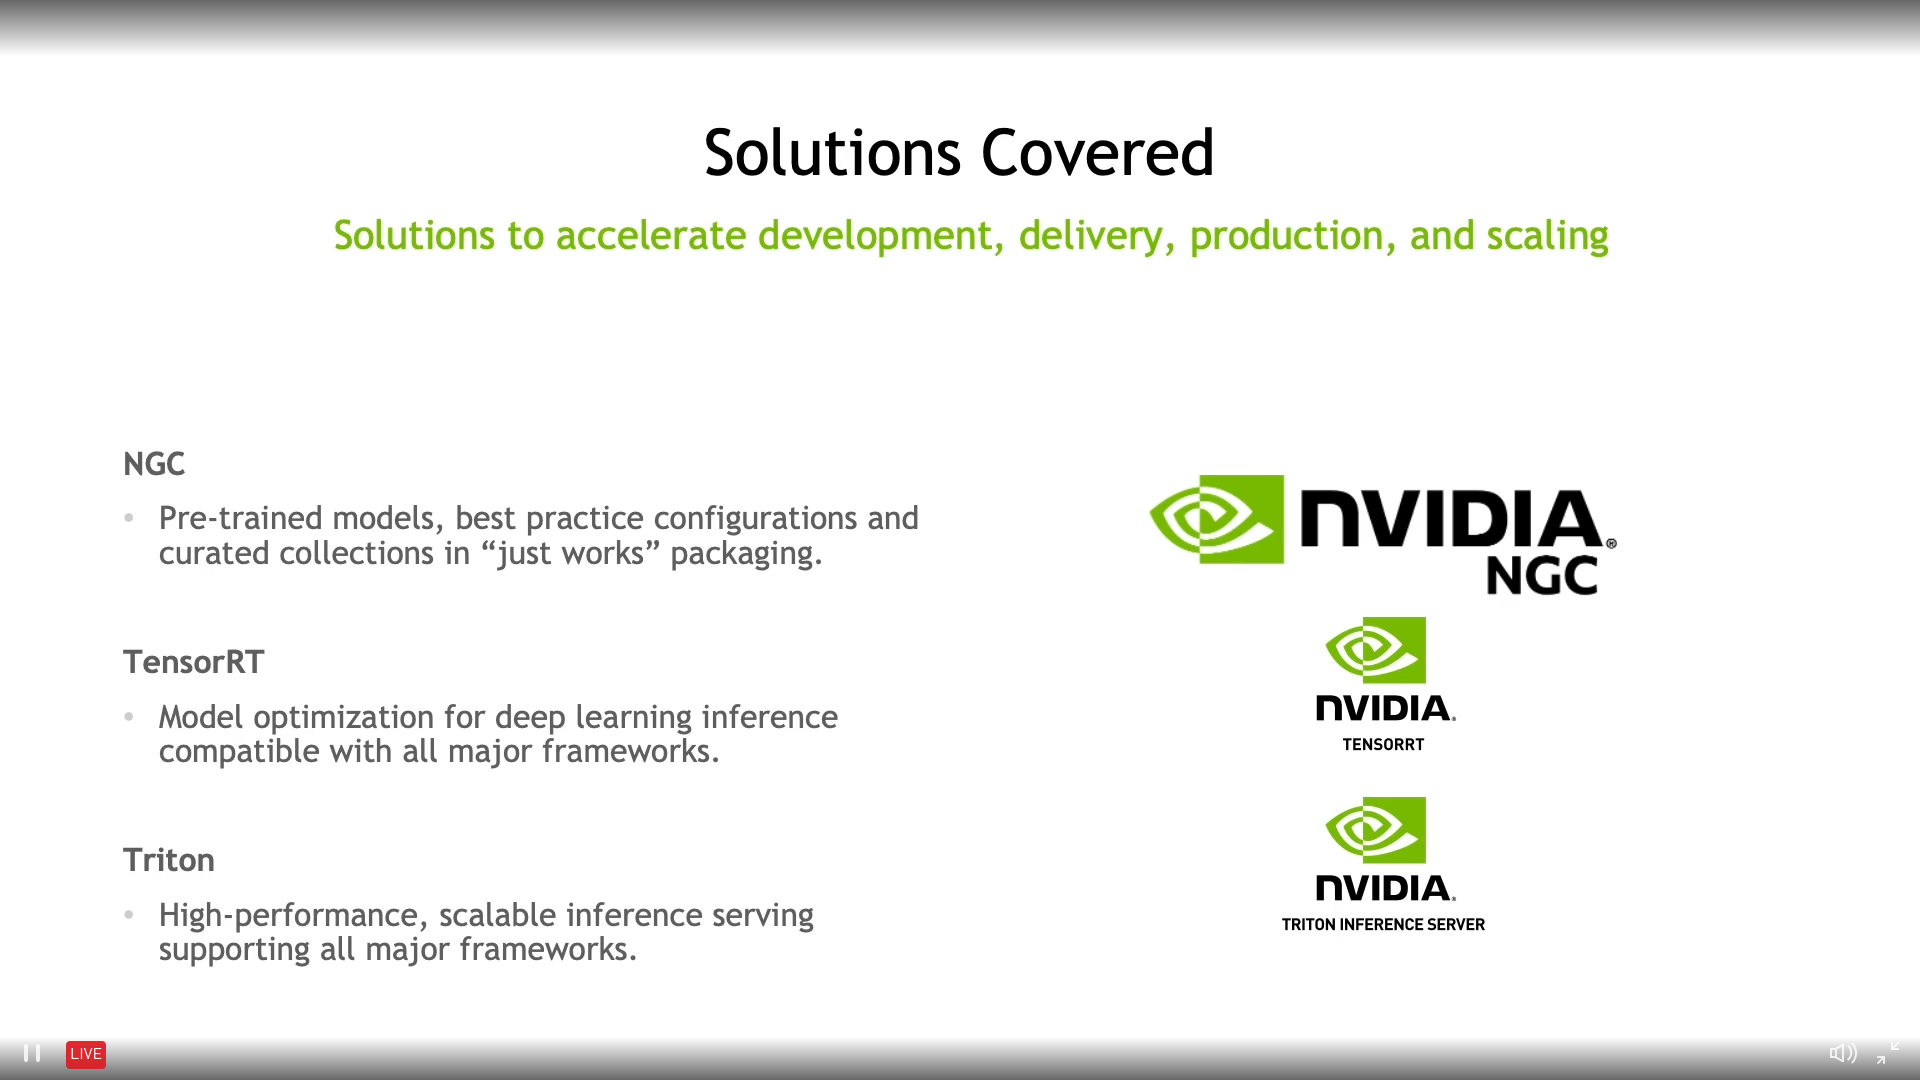 Solutions Covered
Solutions to accelerate development, delivery, production, and scaling
NGC
• Pre-trained models, best practice configurations and
curated collections in “just works” packaging.
TensorRT
• Model optimization for deep learning inference
compatible with all major frameworks.
Triton
• High-performance, scalable inference serving
supporting all major frameworks.
NVIDIA®
NGC
NVIDIA.
TENSORRT
NVIDIA.
TRITON INFERENCE SERVER
LIVE